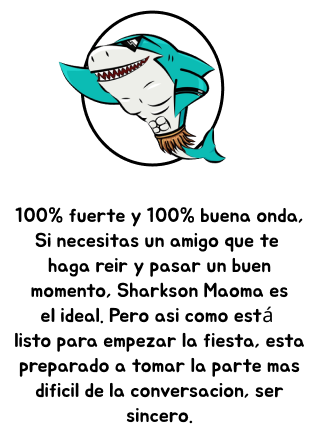 100% fuerte y 100% buena onda,
Si necesitas un amigo que te
haga reir y pasar un buen
momento, Sharkson Maoma es
el ideal. Pero asi como está
listo para empezar la fiesta, esta
preparado a tomar la parte mas
dificil de la conversacion, ser
sincero.